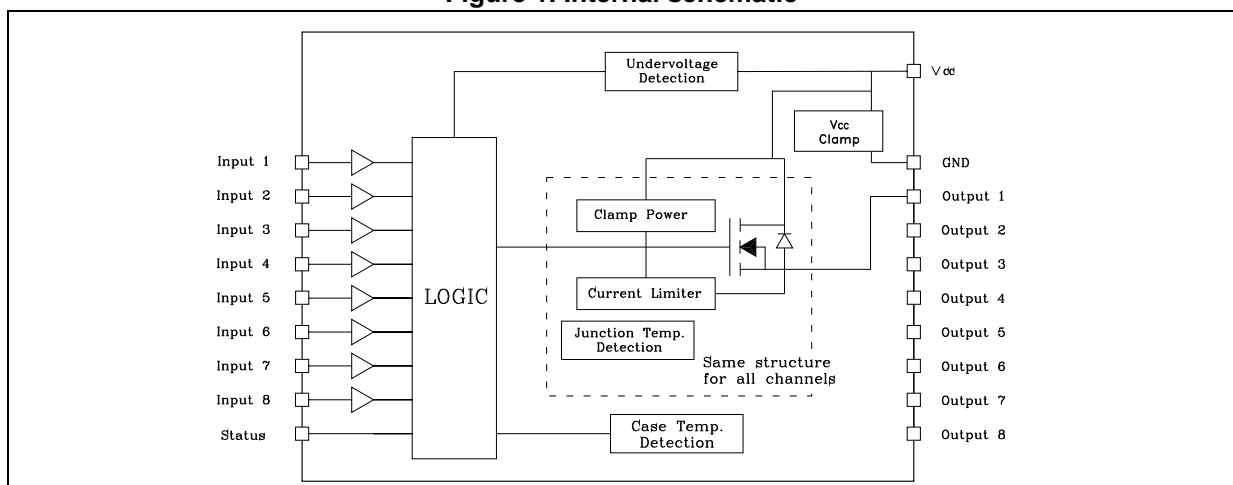 Figure 1. Internal schematic
Undervoltage
Detection
Vcc
Vcc
Clamp
Input 1
GND
Input 2
Output 1
Clamp Power
Input 3
Output 2
Input 4
Output 3
Input 5
LOGIC
Current Limiter
Output 4
Input 6
Junction Temp.
Detection
Output 5
Input 7
Same structure
for all channels
Output 6
Input 8
Output 7
Status
Case Temp.
Detection
Output 8